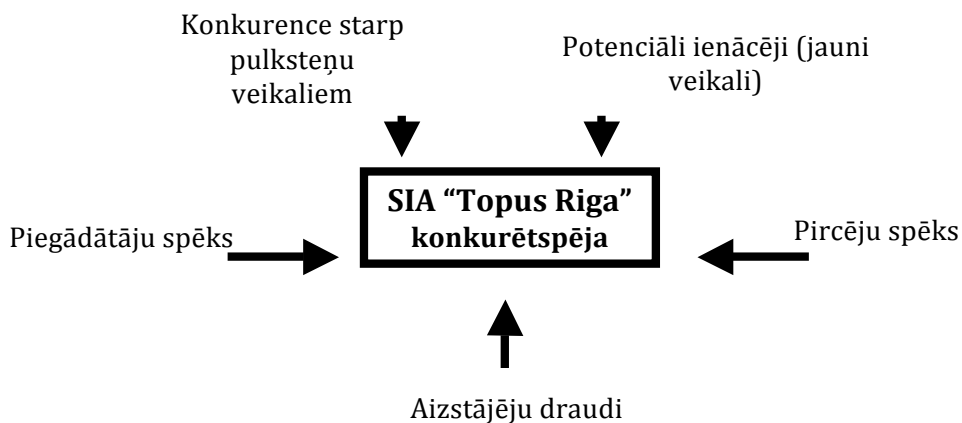 Konkurence starp
pulksteņu
veikaliem
Potenciāli ienācēji (jauni
veikali)
SIA “Topus Riga”
konkurētspēja
Piegādātāju spēks
Pircēju spēks
Aizstājēju draudi